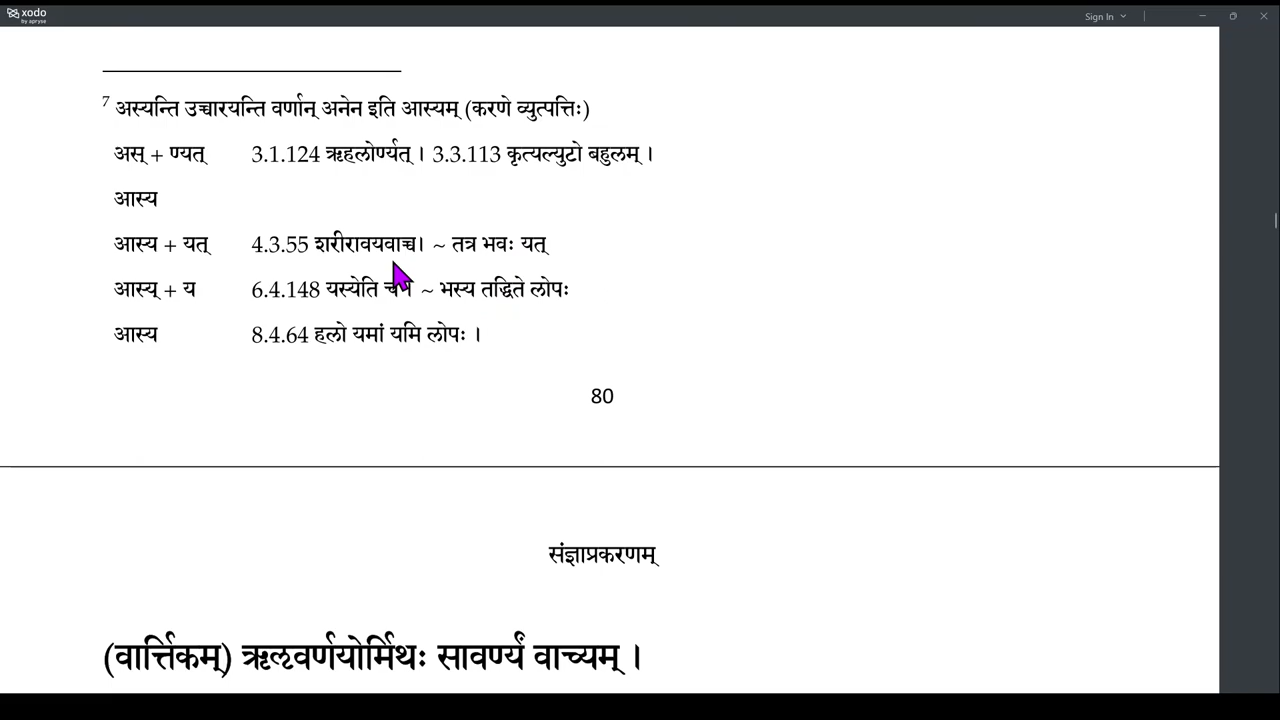 xodo
by apryse
Sign In
7 अस्यन्ति उच्चारयन्ति वर्णान् अनेन इति आस्यम् (करणे व्युत्पत्तिः)
अस् + ण्यत् 3.1.124 ऋहलोर्ण्यत् । 3.3.113 कृत्यल्युटो बहुलम् ।
आस्य
आस्य + यत् 4.3.55 शरीरावयवाच्च। ~ तत्र भवः यत्
आस्य् + य 6.4.148 यस्येति ~ भस्य तद्धिते लोपः
आस्य 8.4.64 हलो यमां यमि लोपः ।
80
संज्ञाप्रकरणम्
(वार्त्तिकम्) ऋलृवर्णयोर्मिथः सावर्ण्यं वाच्यम् ।